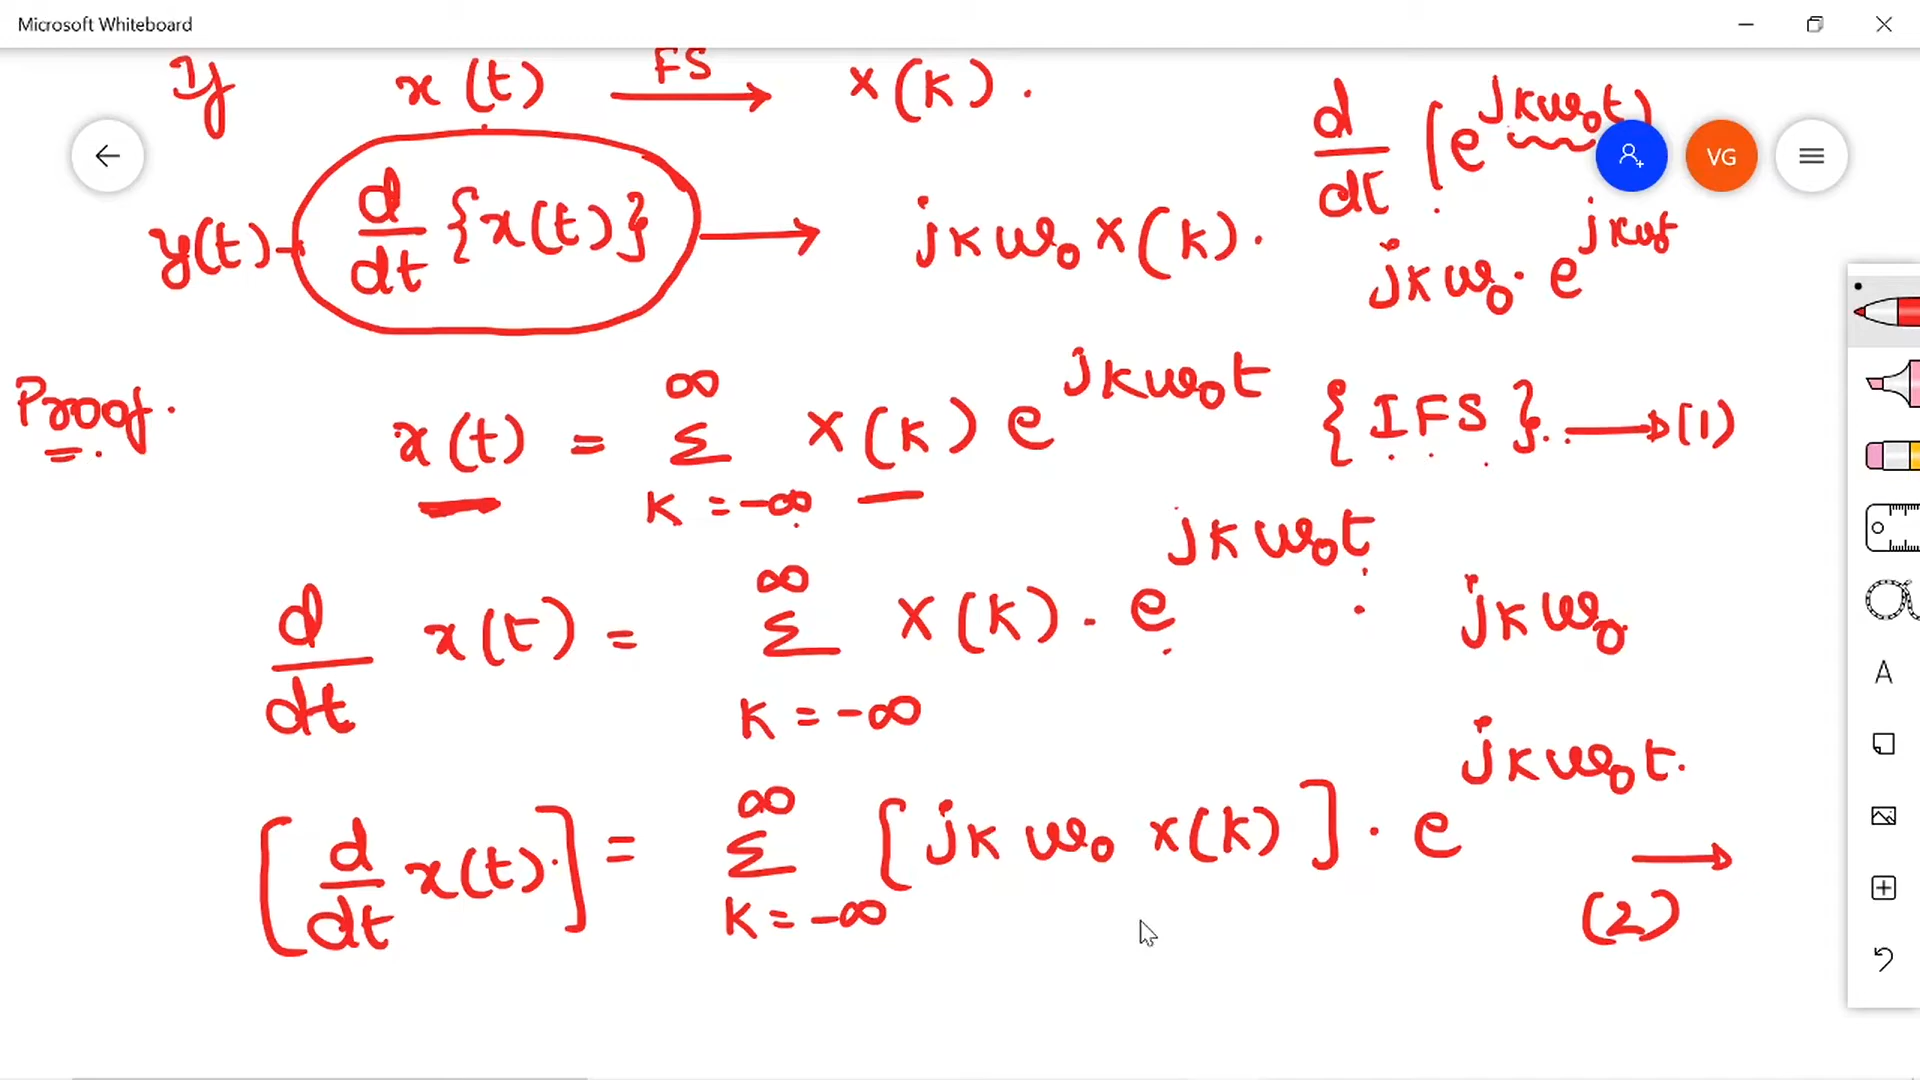 Microsoft Whiteboard
If x(t) FS → X(k).
y(t) - d/dt {x(t)} → jkω₀ X(k).
d/dt (e^{jkω₀t})
VG
jkω₀ · e^{jkω₀t}
Proof.
x(t) = Σ_{k=-∞}^{∞} X(k) e^{jkω₀t} {IFS} → (1)
d/dt x(t) = Σ_{k=-∞}^{∞} X(k) · e^{jkω₀t} · jkω₀
[d/dt x(t).] = Σ_{k=-∞}^{∞} [jkω₀ X(k)] · e^{jkω₀t}. → (2)
A